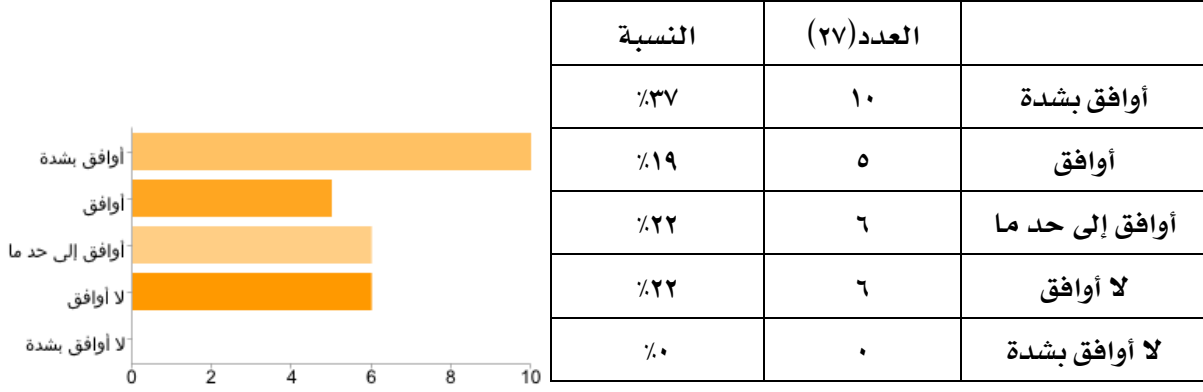 العدد(٢٧) النسبة
أوافق بشدة ١٠ ٣٧٪
أوافق ٥ ١٩٪
أوافق إلى حد ما ٦ ٢٢٪
لا أوافق ٦ ٢٢٪
لا أوافق بشدة ٠ ٠٪
أوافق بشدة
أوافق
أوافق إلى حد ما
لا أوافق
لا أوافق بشدة
0 2 4 6 8 10